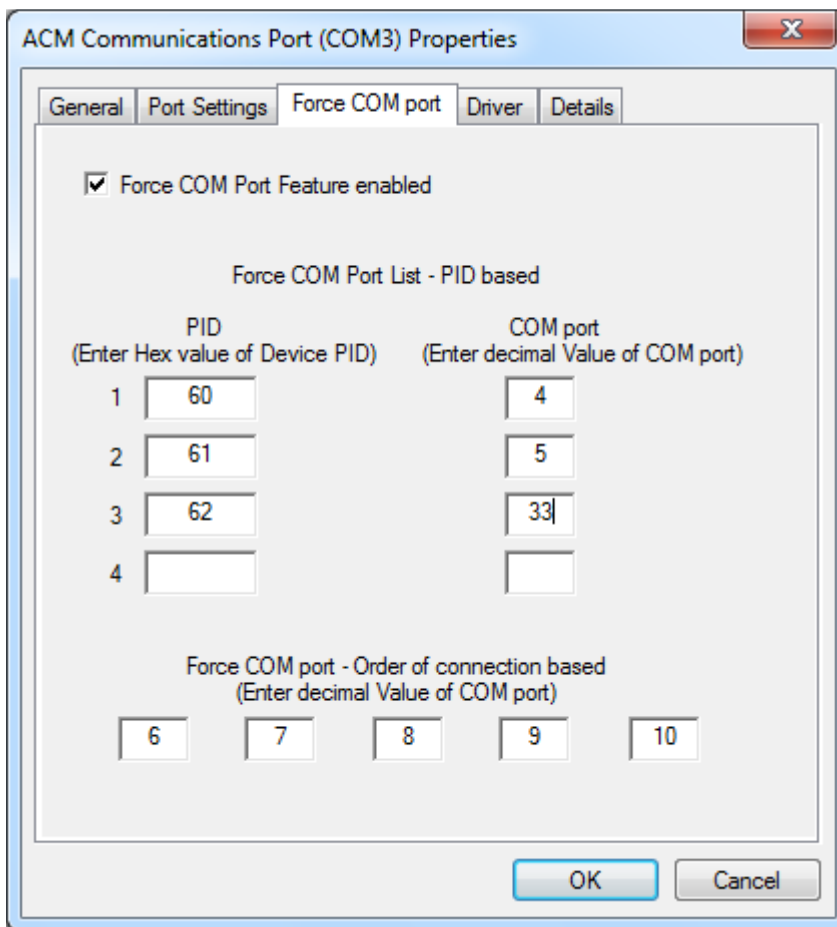 ACM Communications Port (COM3) Properties
General Port Settings Force COM port Driver Details
Force COM Port Feature enabled
Force COM Port List - PID based
PID COM port
(Enter Hex value of Device PID) (Enter decimal Value of COM port)
1 60 4
2 61 5
3 62 33
4
Force COM port - Order of connection based
(Enter decimal Value of COM port)
6 7 8 9 10
OK Cancel